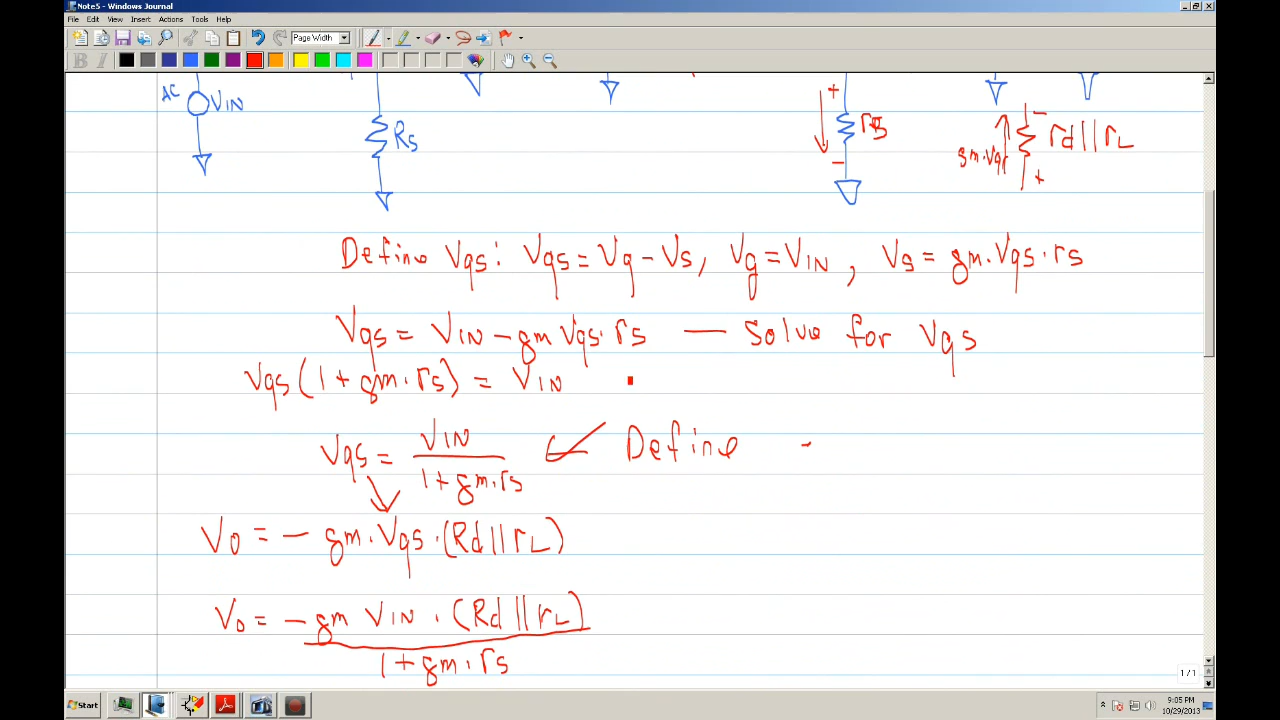 Note5 - Windows Journal
File Edit View Insert Actions Tools Help
Page Width
AC VIN
Rs
rs
gm.Vgs
rd||rL
Define Vgs: Vgs = Vg - Vs, Vg = VIN, Vs = gm.Vgs.rs
Vgs = VIN - gm Vgs.rs — Solve for Vgs
Vgs(1+gm.rs) = VIN
Vgs = VIN / 1+gm.rs Define
Vo = - gm.Vgs.(Rd||rL)
Vo = - gm VIN.(Rd||rL)
1+gm.rs
1/1
Start
9:05 PM
10/29/2013